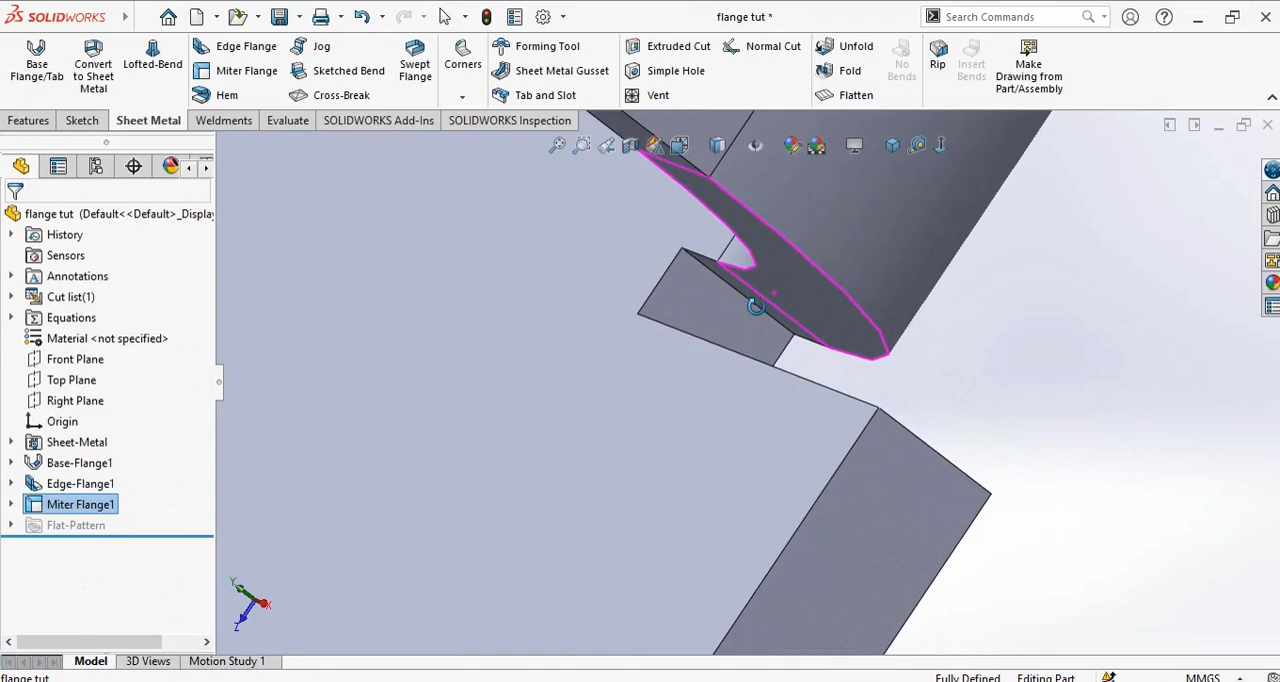 SOLIDWORKS
flange tut *
Search Commands
Base Flange/Tab
Convert to Sheet Metal
Lofted-Bend
Edge Flange
Miter Flange
Hem
Jog
Sketched Bend
Cross-Break
Swept Flange
Corners
Forming Tool
Sheet Metal Gusset
Tab and Slot
Extruded Cut
Simple Hole
Vent
Normal Cut
Unfold
Fold
Flatten
No Bends
Rip
Insert Bends
Make Drawing from Part/Assembly
Features
Sketch
Sheet Metal
Weldments
Evaluate
SOLIDWORKS Add-Ins
SOLIDWORKS Inspection
flange tut (Default<<Default>_Display
History
Sensors
Annotations
Cut list(1)
Equations
Material <not specified>
Front Plane
Top Plane
Right Plane
Origin
Sheet-Metal
Base-Flange1
Edge-Flange1
Miter Flange1
Flat-Pattern
Y
X
Z
Model
3D Views
Motion Study 1
flange tut
Fully Defined
Editing Part
MMGS